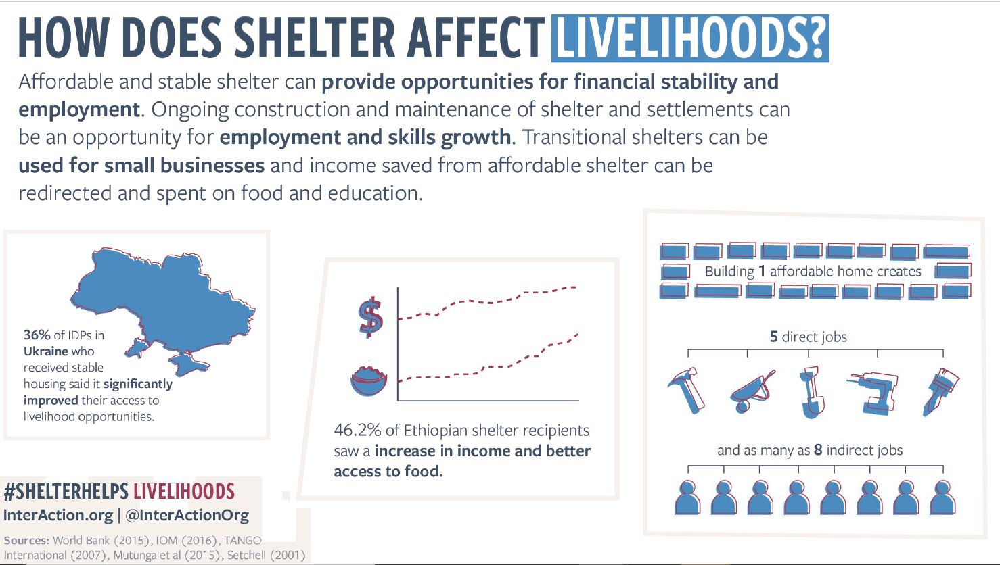 HOW DOES SHELTER AFFECT LIVELIHOODS?
Affordable and stable shelter can provide opportunities for financial stability and
employment. Ongoing construction and maintenance of shelter and settlements can
be an opportunity for employment and skills growth. Transitional shelters can be
used for small businesses and income saved from affordable shelter can be
redirected and spent on food and education.
36% of IDPs in
Ukraine who
received stable
housing said it significantly
improved their access to
livelihood opportunities.
$
46.2% of Ethiopian shelter recipients
saw a increase in income and better
access to food.
Building 1 affordable home creates
5 direct jobs
and as many as 8 indirect jobs
#SHELTERHELPS LIVELIHOODS
InterAction.org | @InterActionOrg
Sources: World Bank (2015), IOM (2016), TANGO
International (2007), Mutunga et al (2015), Setchell (2001)